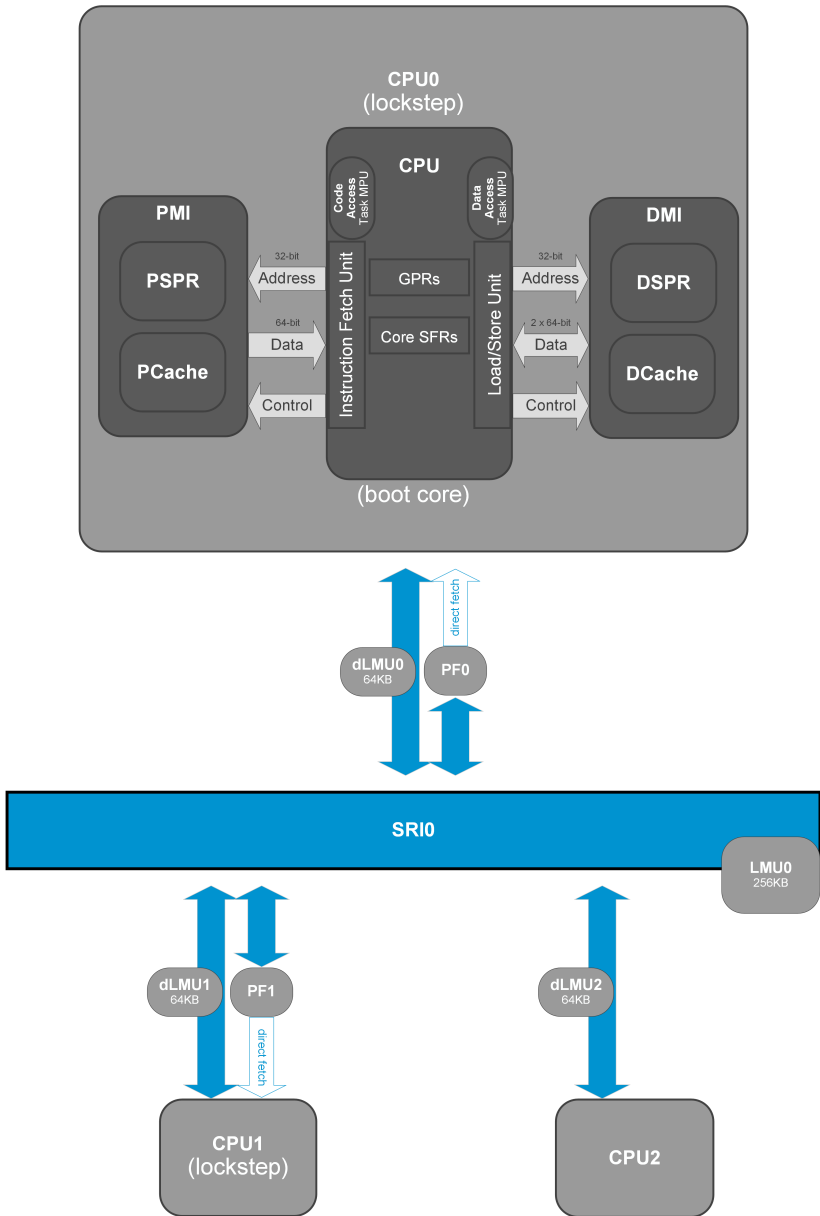 CPU0
(lockstep)
CPU
Code
Access
Task MPU
Data
Access
Task MPU
PMI
DMI
PSPR
PCache
32-bit
Address
64-bit
Data
Control
Instruction Fetch Unit
GPRs
Core SFRs
Load/Store Unit
32-bit
Address
2 x 64-bit
Data
Control
DSPR
DCache
(boot core)
direct fetch
dLMU0
64KB
PF0
SRI0
LMU0
256KB
dLMU1
64KB
PF1
direct fetch
dLMU2
64KB
CPU1
(lockstep)
CPU2